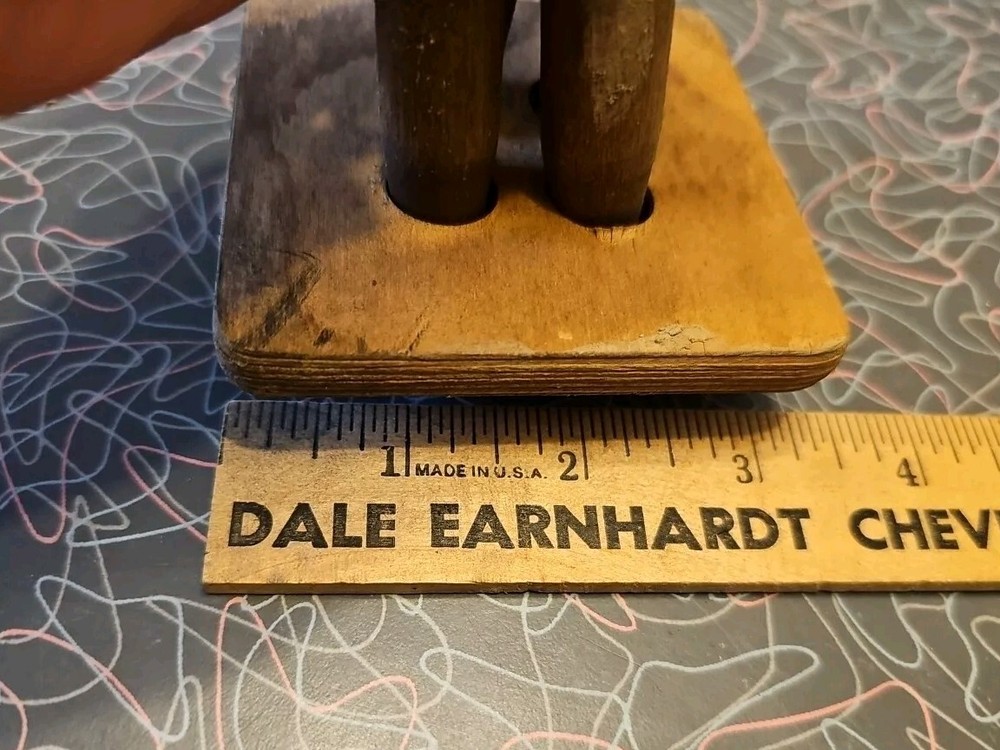 1 MADE IN U.S.A. 2 3 4
DALE EARNHARDT CHEV